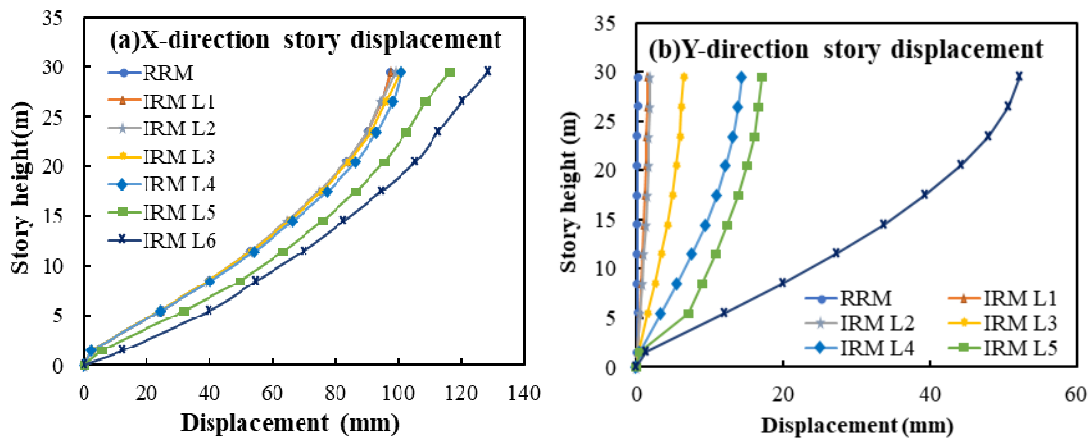 (a)X-direction story displacement
RRM
IRM L1
IRM L2
IRM L3
IRM L4
IRM L5
IRM L6
Story height(m)
35
30
25
20
15
10
5
0
0 20 40 60 80 100 120 140
Displacement (mm)
(b)Y-direction story displacement
Story height (m)
35
30
25
20
15
10
5
0
RRM IRM L1
IRM L2 IRM L3
IRM L4 IRM L5
0 20 40 60
Displacement (mm)